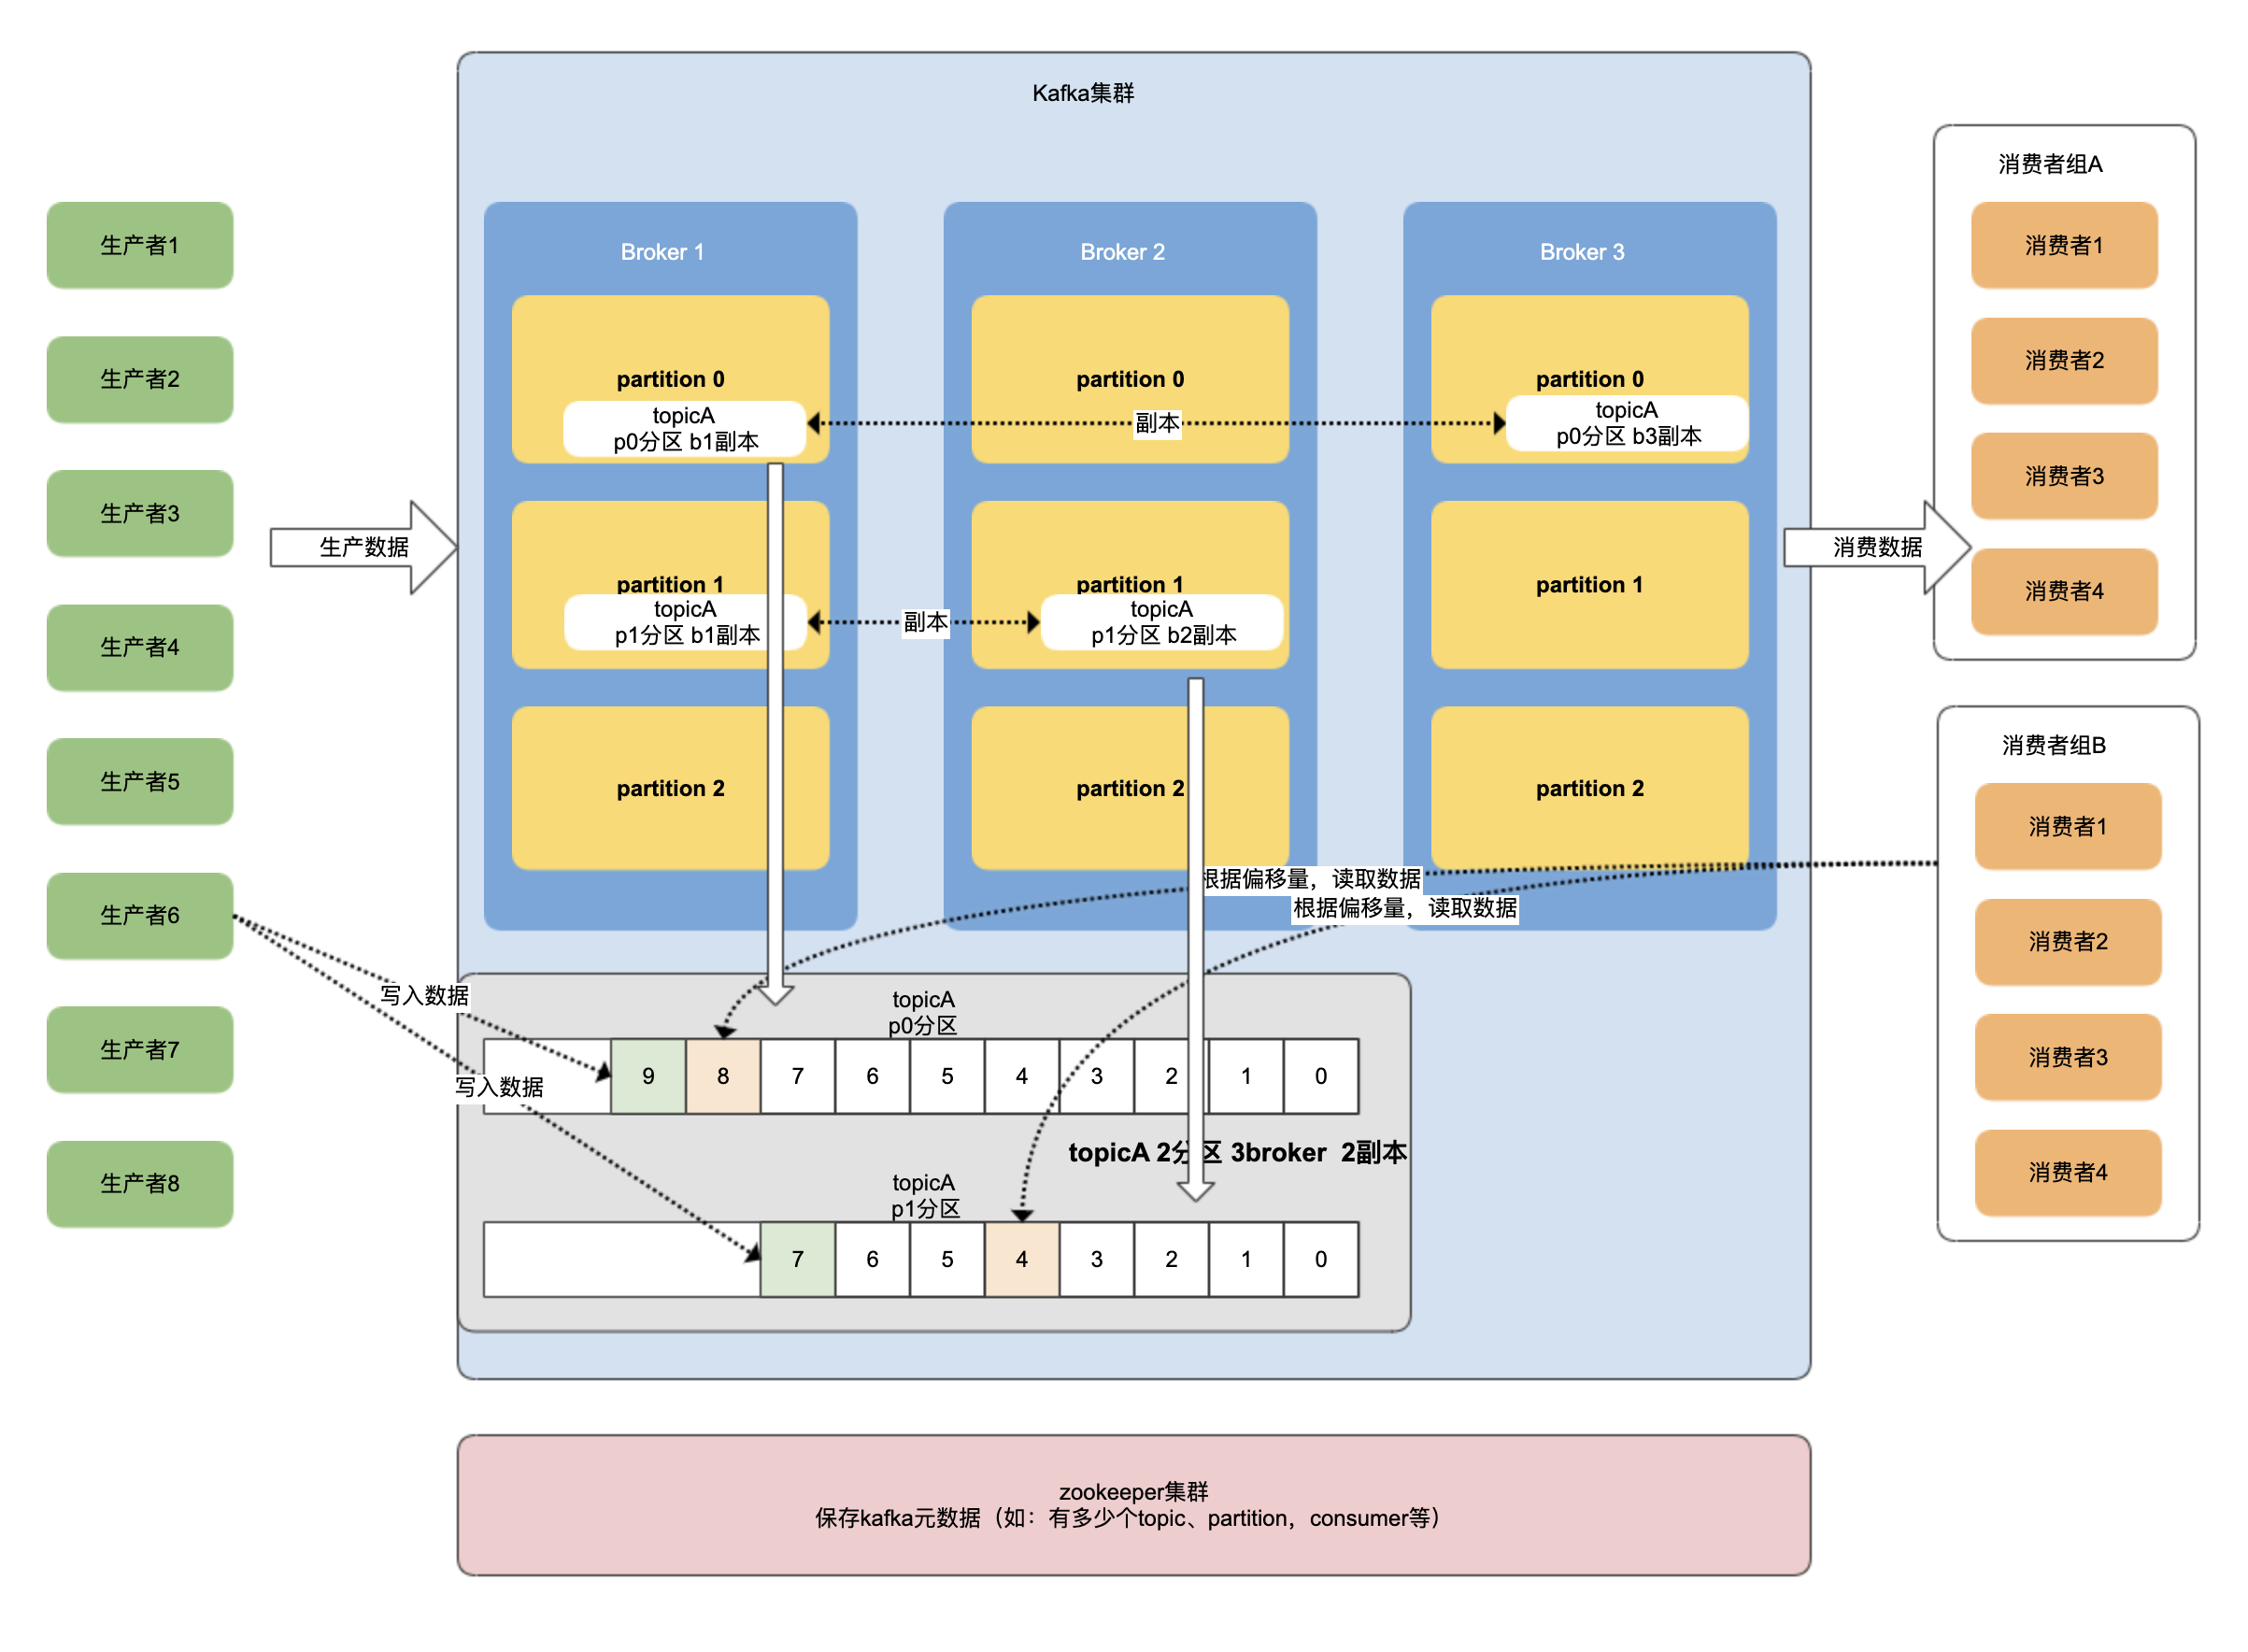 Kafka集群
生产者1
生产者2
生产者3
生产者4
生产者5
生产者6
生产者7
生产者8
生产数据
Broker 1
partition 0
topicA
p0分区 b1副本
partition 1
topicA
p1分区 b1副本
partition 2
Broker 2
partition 0
partition 1
topicA
p1分区 b2副本
partition 2
Broker 3
partition 0
topicA
p0分区 b3副本
partition 1
partition 2
副本
副本
消费数据
消费者组A
消费者1
消费者2
消费者3
消费者4
消费者组B
消费者1
消费者2
消费者3
消费者4
根据偏移量，读取数据
根据偏移量，读取数据
写入数据
写入数据
topicA
p0分区
9 8 7 6 5 4 3 2 1 0
topicA 2分区 3broker 2副本
topicA
p1分区
7 6 5 4 3 2 1 0
zookeeper集群
保存kafka元数据（如：有多少个topic、partition，consumer等）